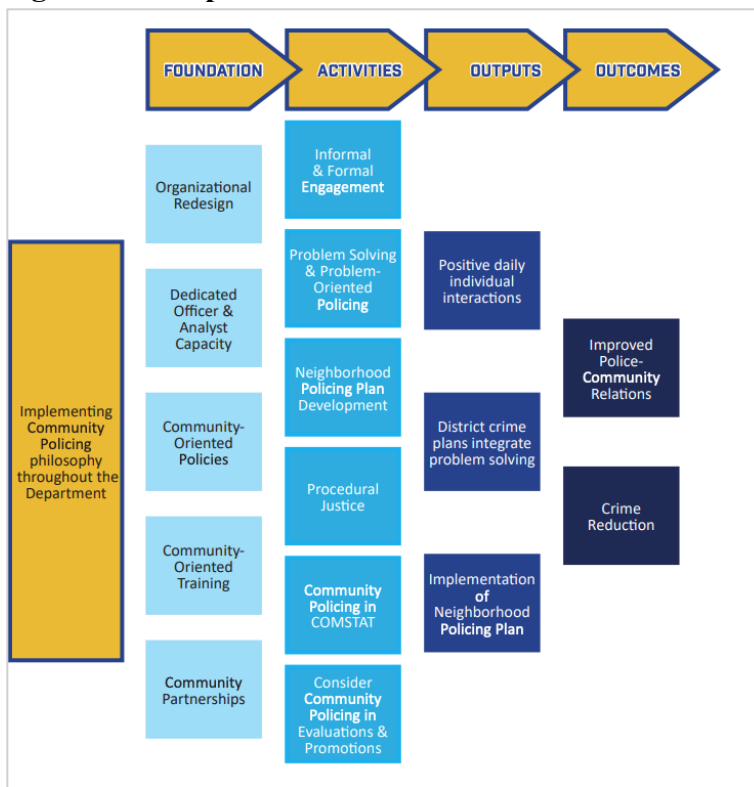 FOUNDATION
ACTIVITIES
OUTPUTS
OUTCOMES
Implementing
Community
Policing
philosophy
throughout the
Department
Organizational
Redesign
Dedicated
Officer &
Analyst
Capacity
Community-
Oriented
Policies
Community-
Oriented
Training
Community
Partnerships
Informal
& Formal
Engagement
Problem Solving
& Problem-
Oriented
Policing
Neighborhood
Policing Plan
Development
Procedural
Justice
Community
Policing in
COMSTAT
Consider
Community
Policing in
Evaluations &
Promotions
Positive daily
individual
interactions
District crime
plans integrate
problem solving
Implementation
of
Neighborhood
Policing Plan
Improved
Police-
Community
Relations
Crime
Reduction